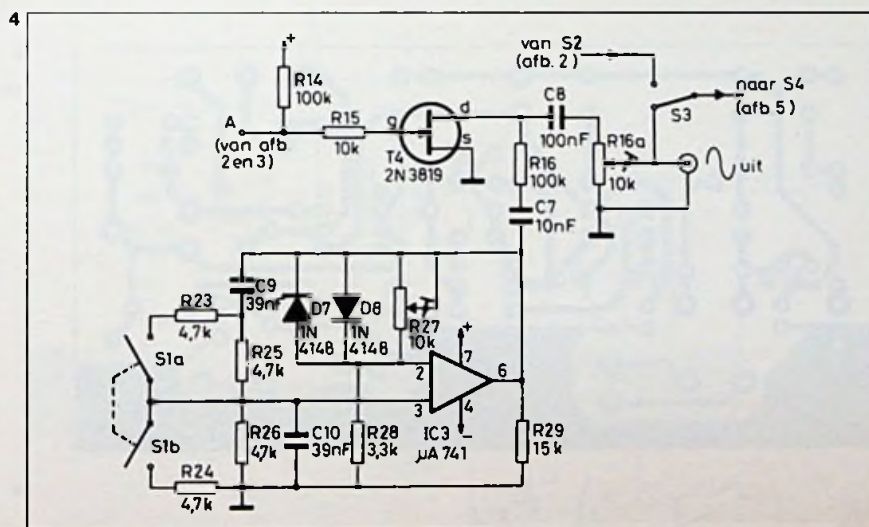 4
+
R14
100k
A
(van afb.
2 en 3)
R15
10k
g
d
s
T4
2N3819
C8
100nF
R16
100k
C7
10nF
R16a
10k
van S2
(afb. 2)
S3
naar S4
(afb 5)
uit
C9
39nF
R23
4,7k
R25
4,7k
D7
1N
4148
D8
1N
4148
R27
10k
S1a
S1b
R26
4,7k
R24
4,7k
C10
39nF
R28
3,3k
2
3
+
7
6
4
−
IC3
µA 741
R29
15k